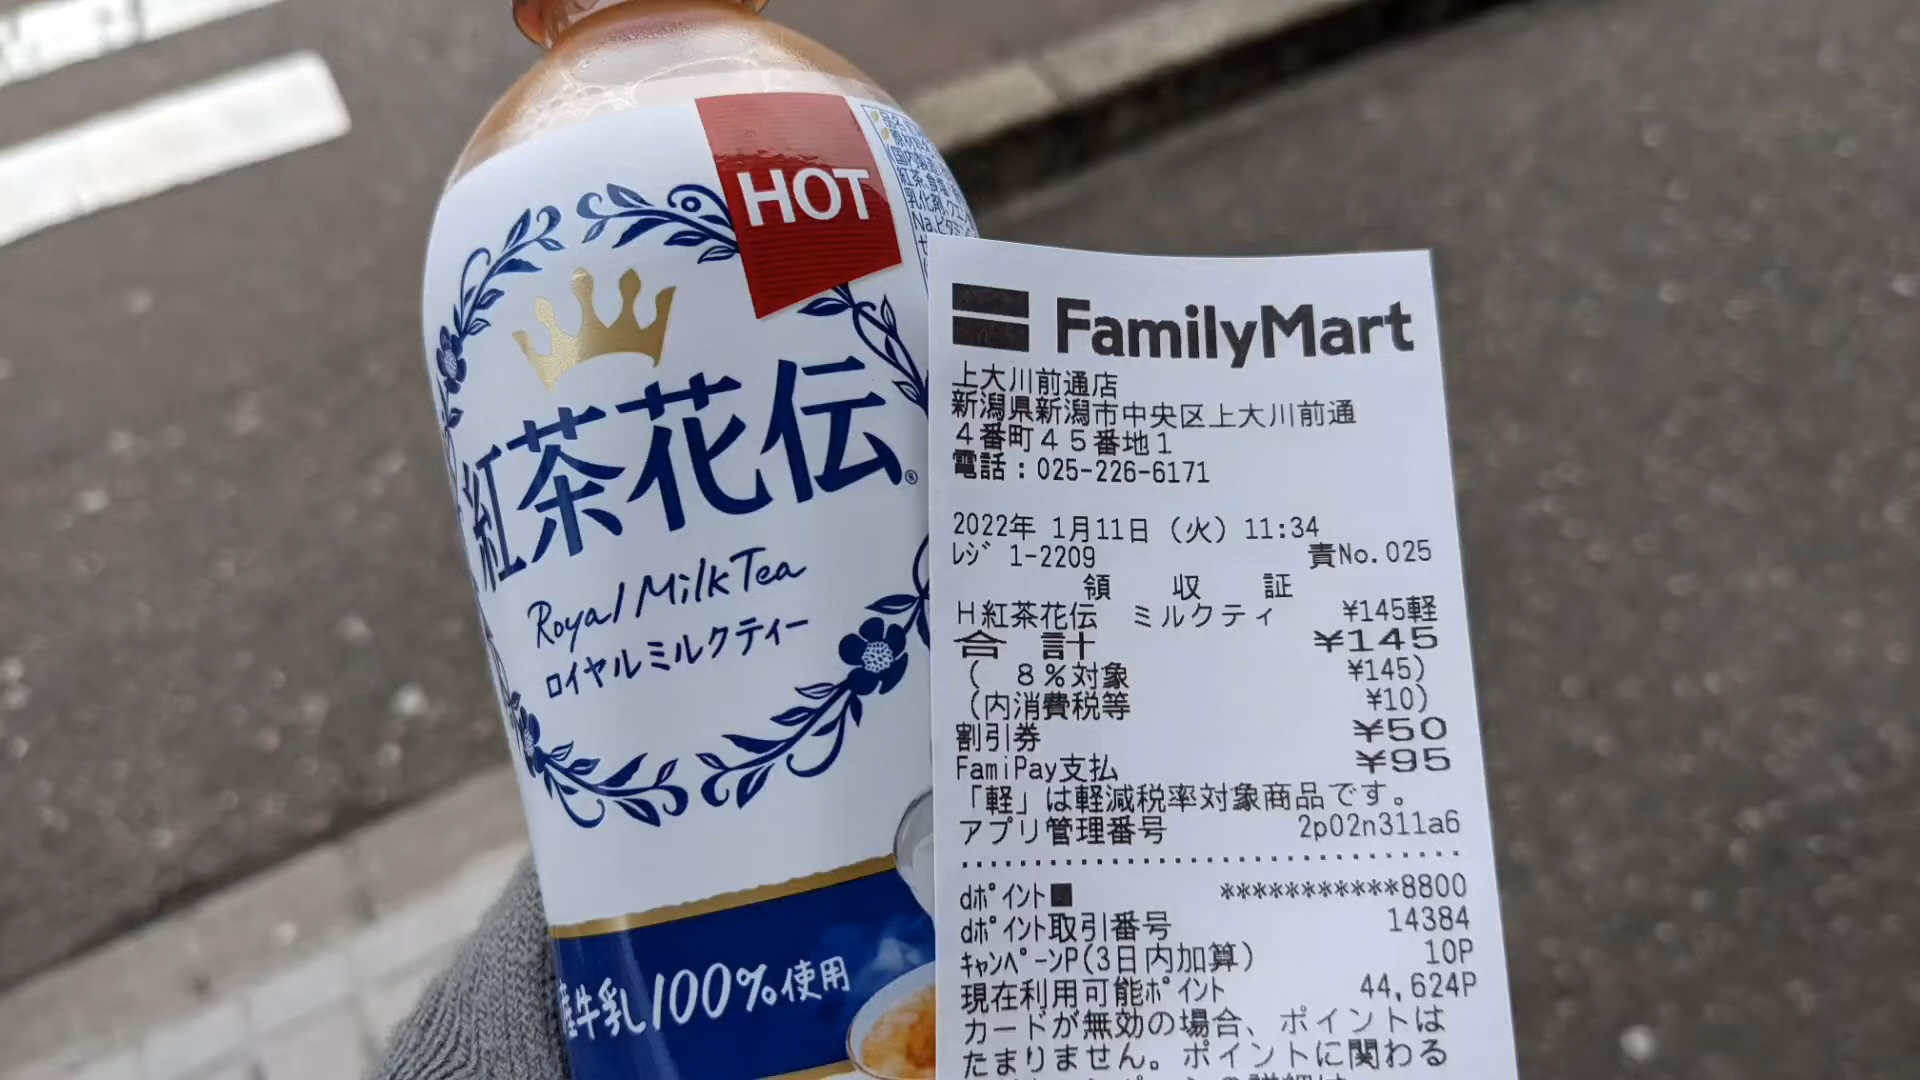 HOT
紅茶花伝®
Royal Milk Tea
ロイヤルミルクティー
牛乳100%使用
FamilyMart
上大川前通店
新潟県新潟市中央区上大川前通
4番町45番地1
電話:025-226-6171
2022年 1月11日(火)11:34
レジ 1-2209 責No.025
領 収 証
H紅茶花伝 ミルクティ ¥145軽
合 計 ¥145
( 8%対象 ¥145)
(内消費税等 ¥10)
割引券 ¥50
FamiPay支払 ¥95
「軽」は軽減税率対象商品です。
アプリ管理番号 2p02n311a6
dポイント■ ***********8800
dポイント取引番号 14384
キャンペーンP(3日内加算) 10P
現在利用可能ポイント 44,624P
カードが無効の場合、ポイントは
たまりません。ポイントに関わる